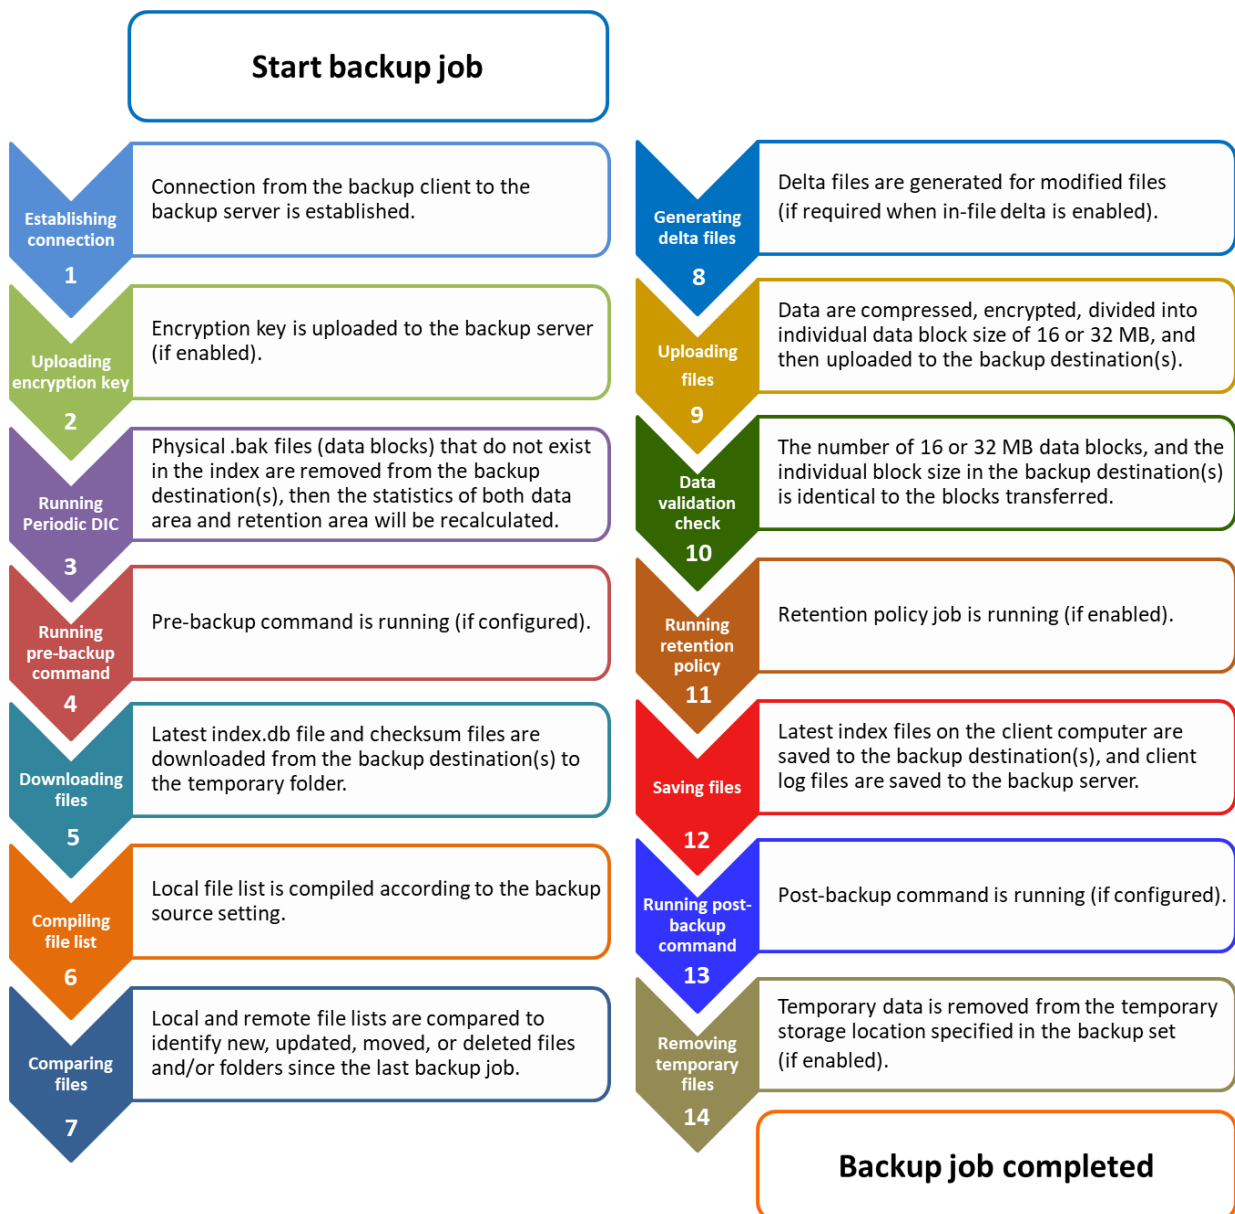 Start backup job
Establishing
connection
1
Connection from the backup client to the
backup server is established.
Uploading
encryption key
2
Encryption key is uploaded to the backup server
(if enabled).
Running
Periodic DIC
3
Physical .bak files (data blocks) that do not exist
in the index are removed from the backup
destination(s), then the statistics of both data
area and retention area will be recalculated.
Running
pre-backup
command
4
Pre-backup command is running (if configured).
Downloading
files
5
Latest index.db file and checksum files are
downloaded from the backup destination(s) to
the temporary folder.
Compiling
file list
6
Local file list is compiled according to the backup
source setting.
Comparing
files
7
Local and remote file lists are compared to
identify new, updated, moved, or deleted files
and/or folders since the last backup job.
Generating
delta files
8
Delta files are generated for modified files
(if required when in-file delta is enabled).
Uploading
files
9
Data are compressed, encrypted, divided into
individual data block size of 16 or 32 MB, and
then uploaded to the backup destination(s).
Data
validation
check
10
The number of 16 or 32 MB data blocks, and the
individual block size in the backup destination(s)
is identical to the blocks transferred.
Running
retention
policy
11
Retention policy job is running (if enabled).
Saving files
12
Latest index files on the client computer are
saved to the backup destination(s), and client
log files are saved to the backup server.
Running post-
backup
command
13
Post-backup command is running (if configured).
Removing
temporary
files
14
Temporary data is removed from the temporary
storage location specified in the backup set
(if enabled).
Backup job completed